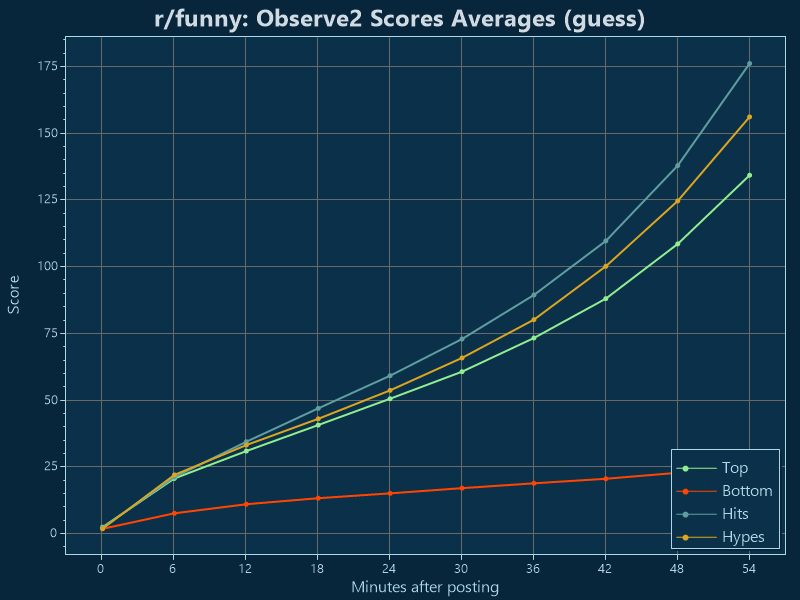 r/funny: Observe2 Scores Averages (guess)
175
150
125
100
75
50
25
0
Score
0 6 12 18 24 30 36 42 48 54
Minutes after posting
Top
Bottom
Hits
Hypes